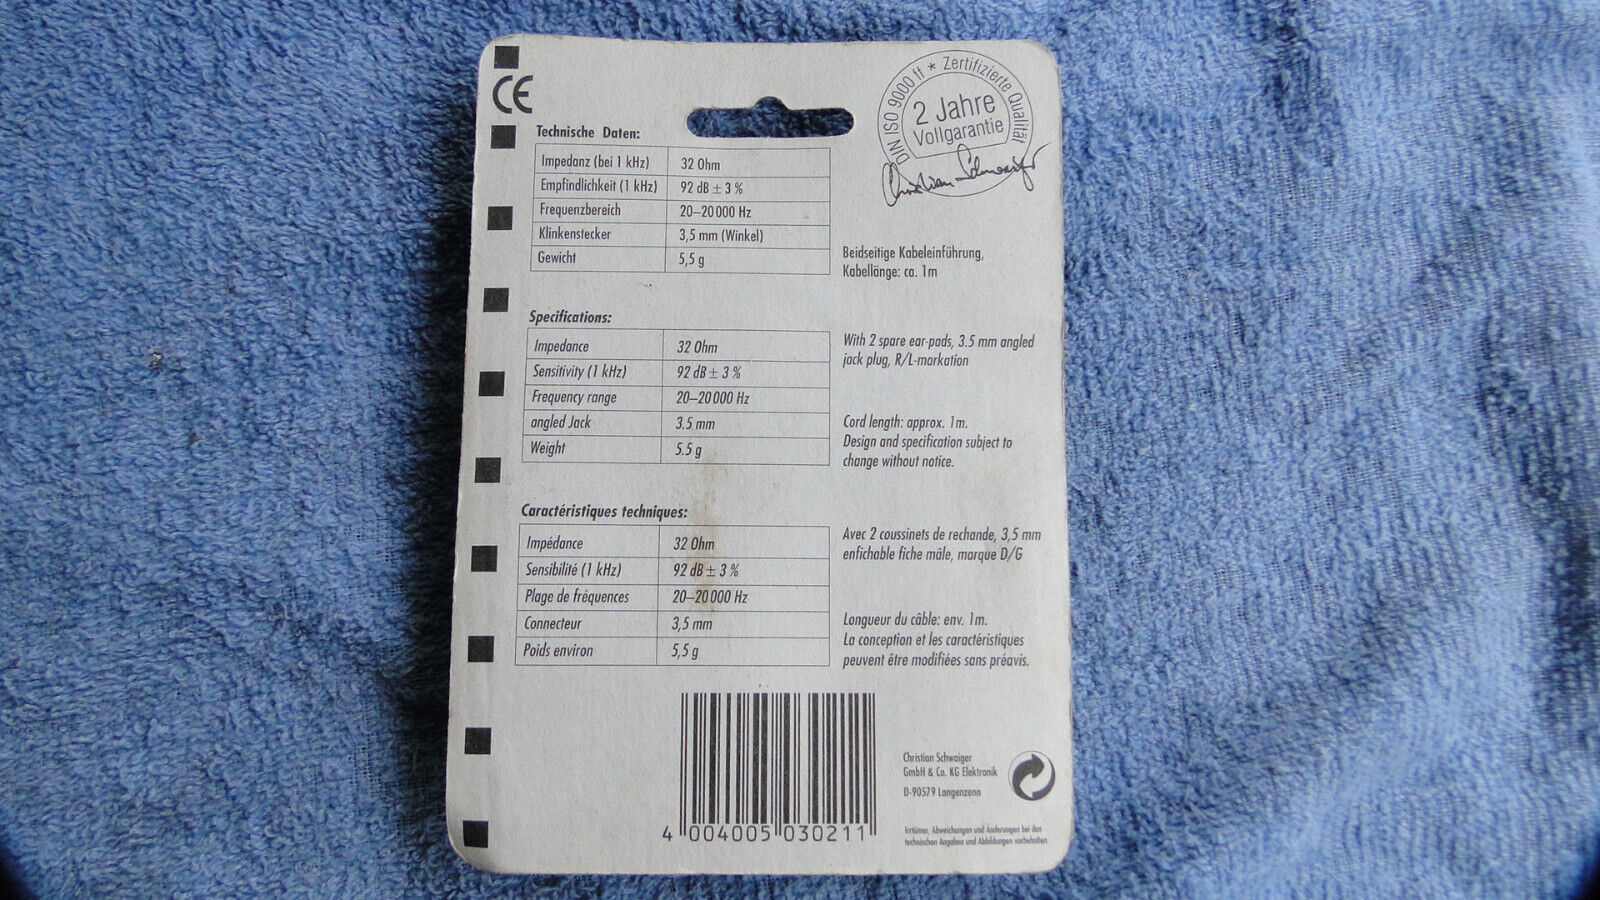 CE
DIN ISO 9000 ff * Zertifizierte Qualität
2 Jahre
Vollgarantie
Christian Schwaiger
Technische Daten:
Impedanz (bei 1 kHz) 32 Ohm
Empfindlichkeit (1 kHz) 92 dB ± 3 %
Frequenzbereich 20–20 000 Hz
Klinkenstecker 3,5 mm (Winkel)
Gewicht 5,5 g
Beidseitige Kabeleinführung,
Kabellänge: ca. 1m
Specifications:
Impedance 32 Ohm
Sensitivity (1 kHz) 92 dB ± 3 %
Frequency range 20–20 000 Hz
angled Jack 3.5 mm
Weight 5.5 g
With 2 spare ear-pads, 3.5 mm angled
jack plug, R/L-markation
Cord length: approx. 1m.
Design and specification subject to
change without notice.
Caractéristiques techniques:
Impédance 32 Ohm
Sensibilité (1 kHz) 92 dB ± 3 %
Plage de fréquences 20–20 000 Hz
Connecteur 3,5 mm
Poids environ 5,5 g
Avec 2 coussinets de rechande, 3,5 mm
enfichable fiche mâle, marque D/G
Longueur du câble: env. 1m.
La conception et les caractéristiques
peuvent être modifiées sans préavis.
4 004005 030211
Christian Schwaiger
GmbH & Co. KG Elektronik
D-90579 Langenzenn
Irrtümer, Abweichungen und Änderungen bei den
technischen Angaben und Abbildungen vorbehalten